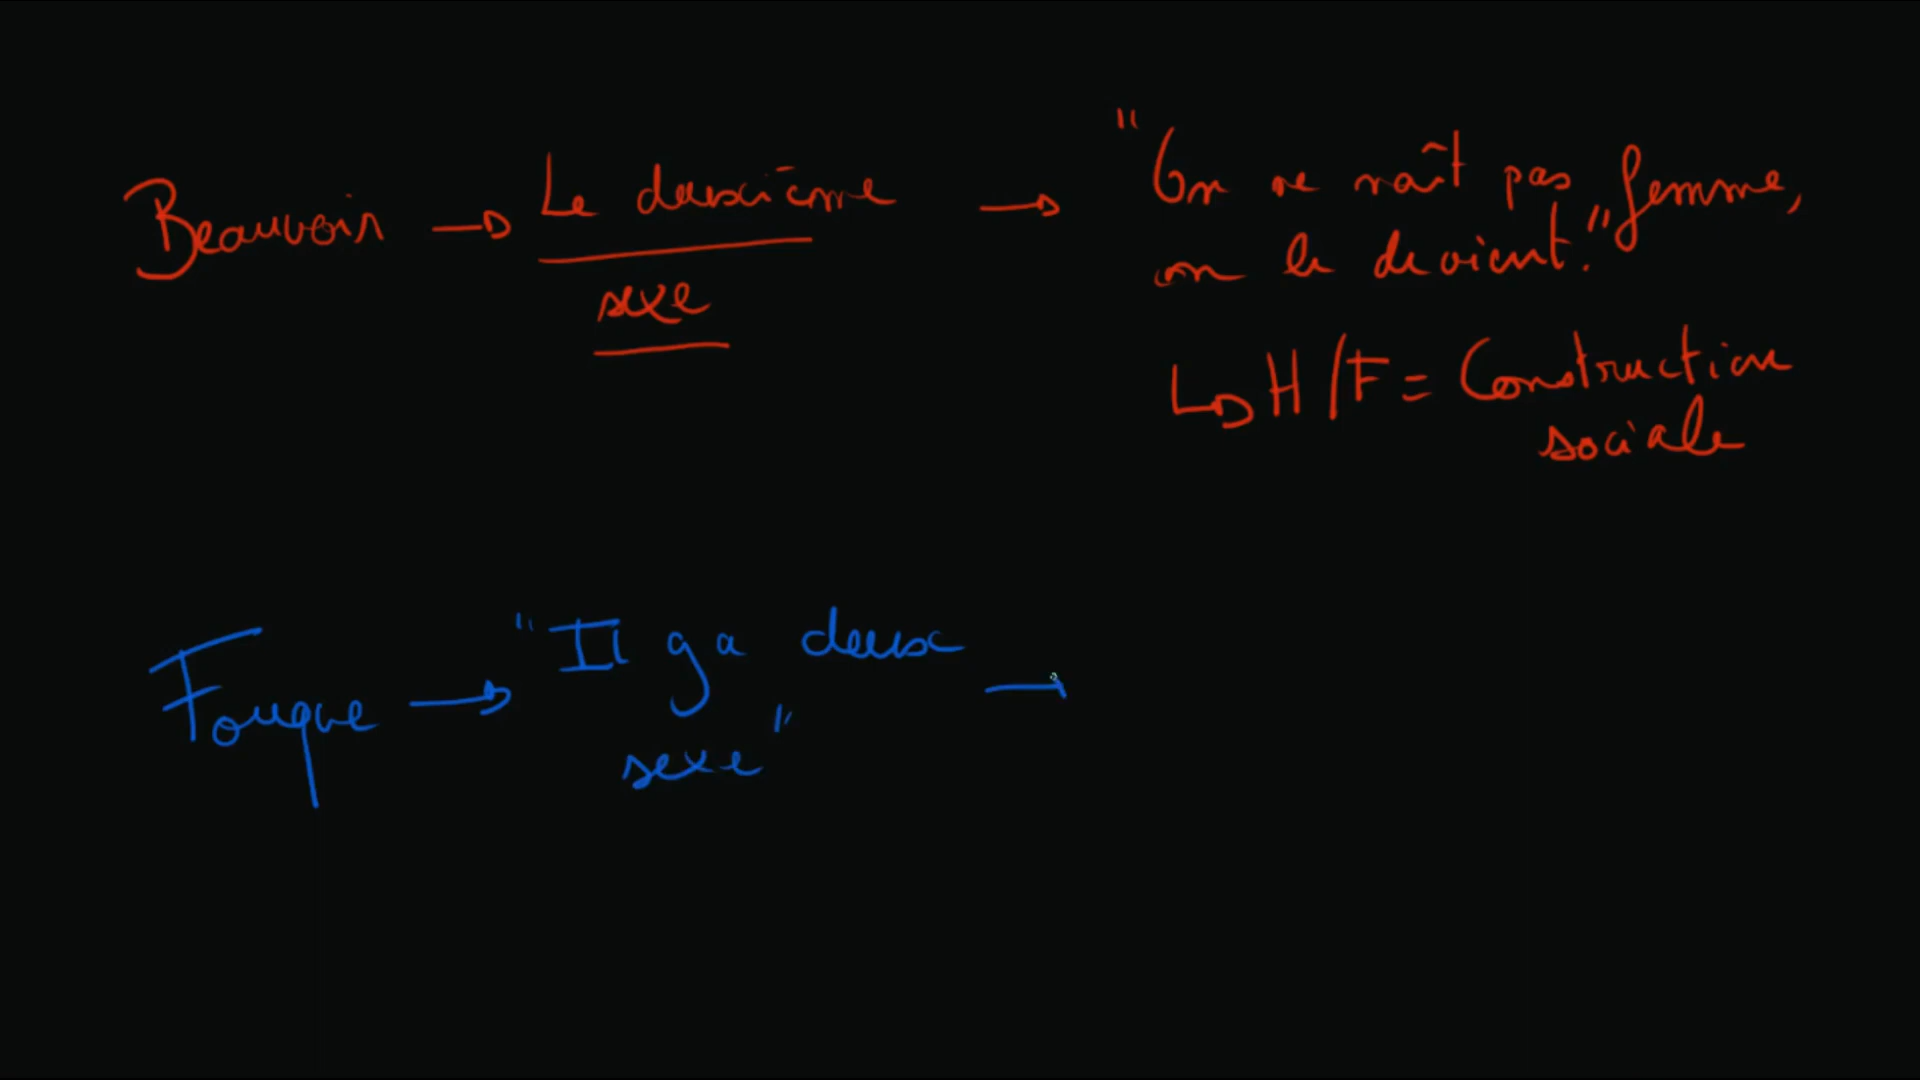 Beauvoir → Le deuxième → "On ne naît pas femme,
sexe
on le devient."
↳ H/F = Construction
sociale
Fouque → "Il y a deux →
sexe"